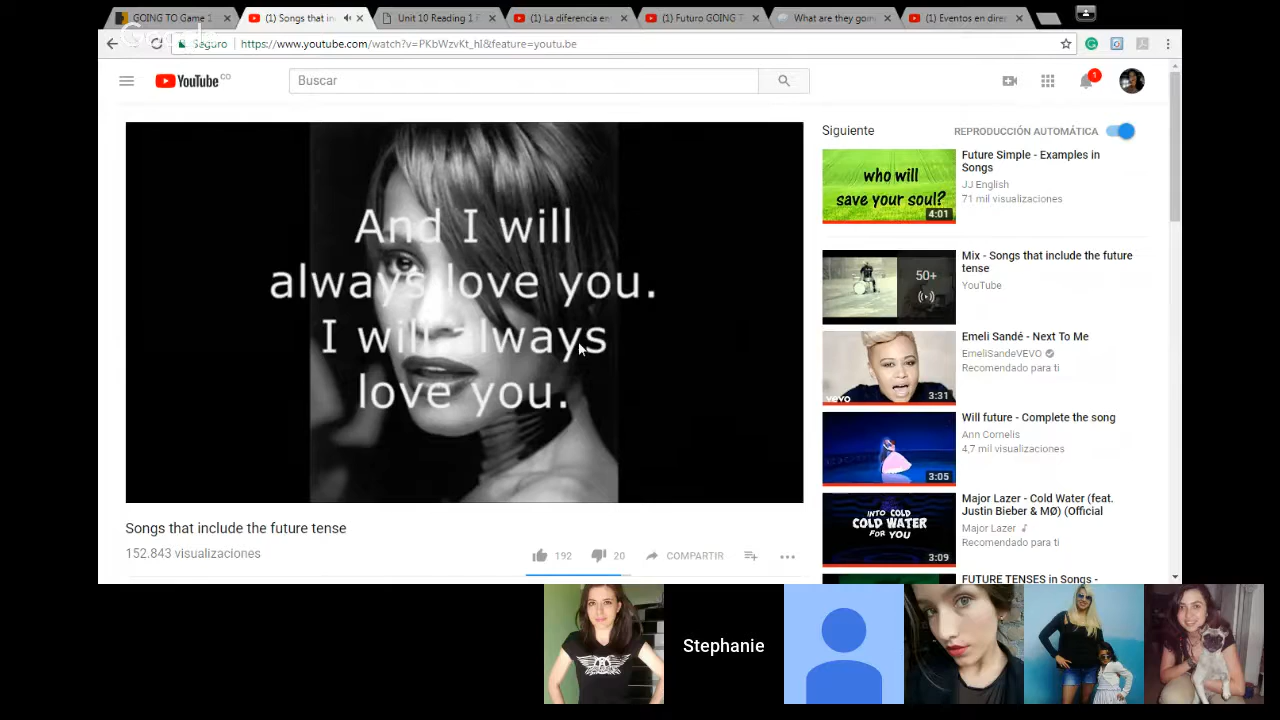 GOING TO Game 1
(1) Songs that in
Unit 10 Reading 1 F
(1) La diferencia en
(1) Futuro GOING T
What are they gon
(1) Eventos en dire
Seguro
https://www.youtube.com/watch?v=PKbWzvKt_hI&feature=youtu.be
YouTube CO
Buscar
1
And I will
always love you.
I will always
love you.
Songs that include the future tense
152.843 visualizaciones
192
20
COMPARTIR
Siguiente
REPRODUCCIÓN AUTOMÁTICA
who will
save your soul?
4:01
Future Simple - Examples in
Songs
JJ English
71 mil visualizaciones
50+
Mix - Songs that include the future
tense
YouTube
vevo
3:31
Emeli Sandé - Next To Me
EmeliSandeVEVO
Recomendado para ti
3:05
Will future - Complete the song
Ann Cornelis
4,7 mil visualizaciones
INTO COLD
COLD WATER
FOR YOU
3:09
Major Lazer - Cold Water (feat.
Justin Bieber & MØ) (Official
Major Lazer
Recomendado para ti
FUTURE TENSES in Songs -
Stephanie